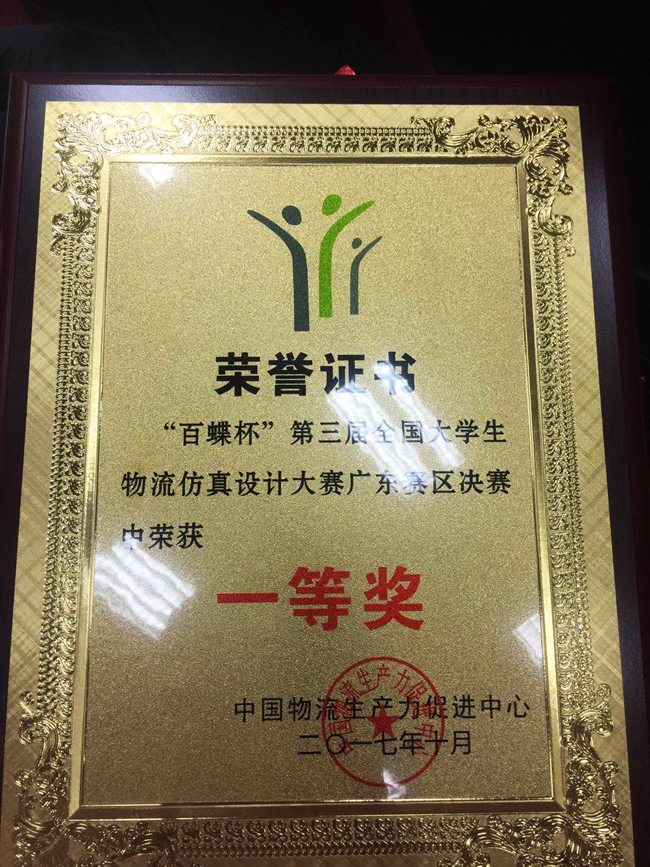 荣誉证书
“百蝶杯”第三届全国大学生
物流仿真设计大赛广东赛区决赛
中荣获
一等奖
中国物流生产力促进中心
二〇一七年十月